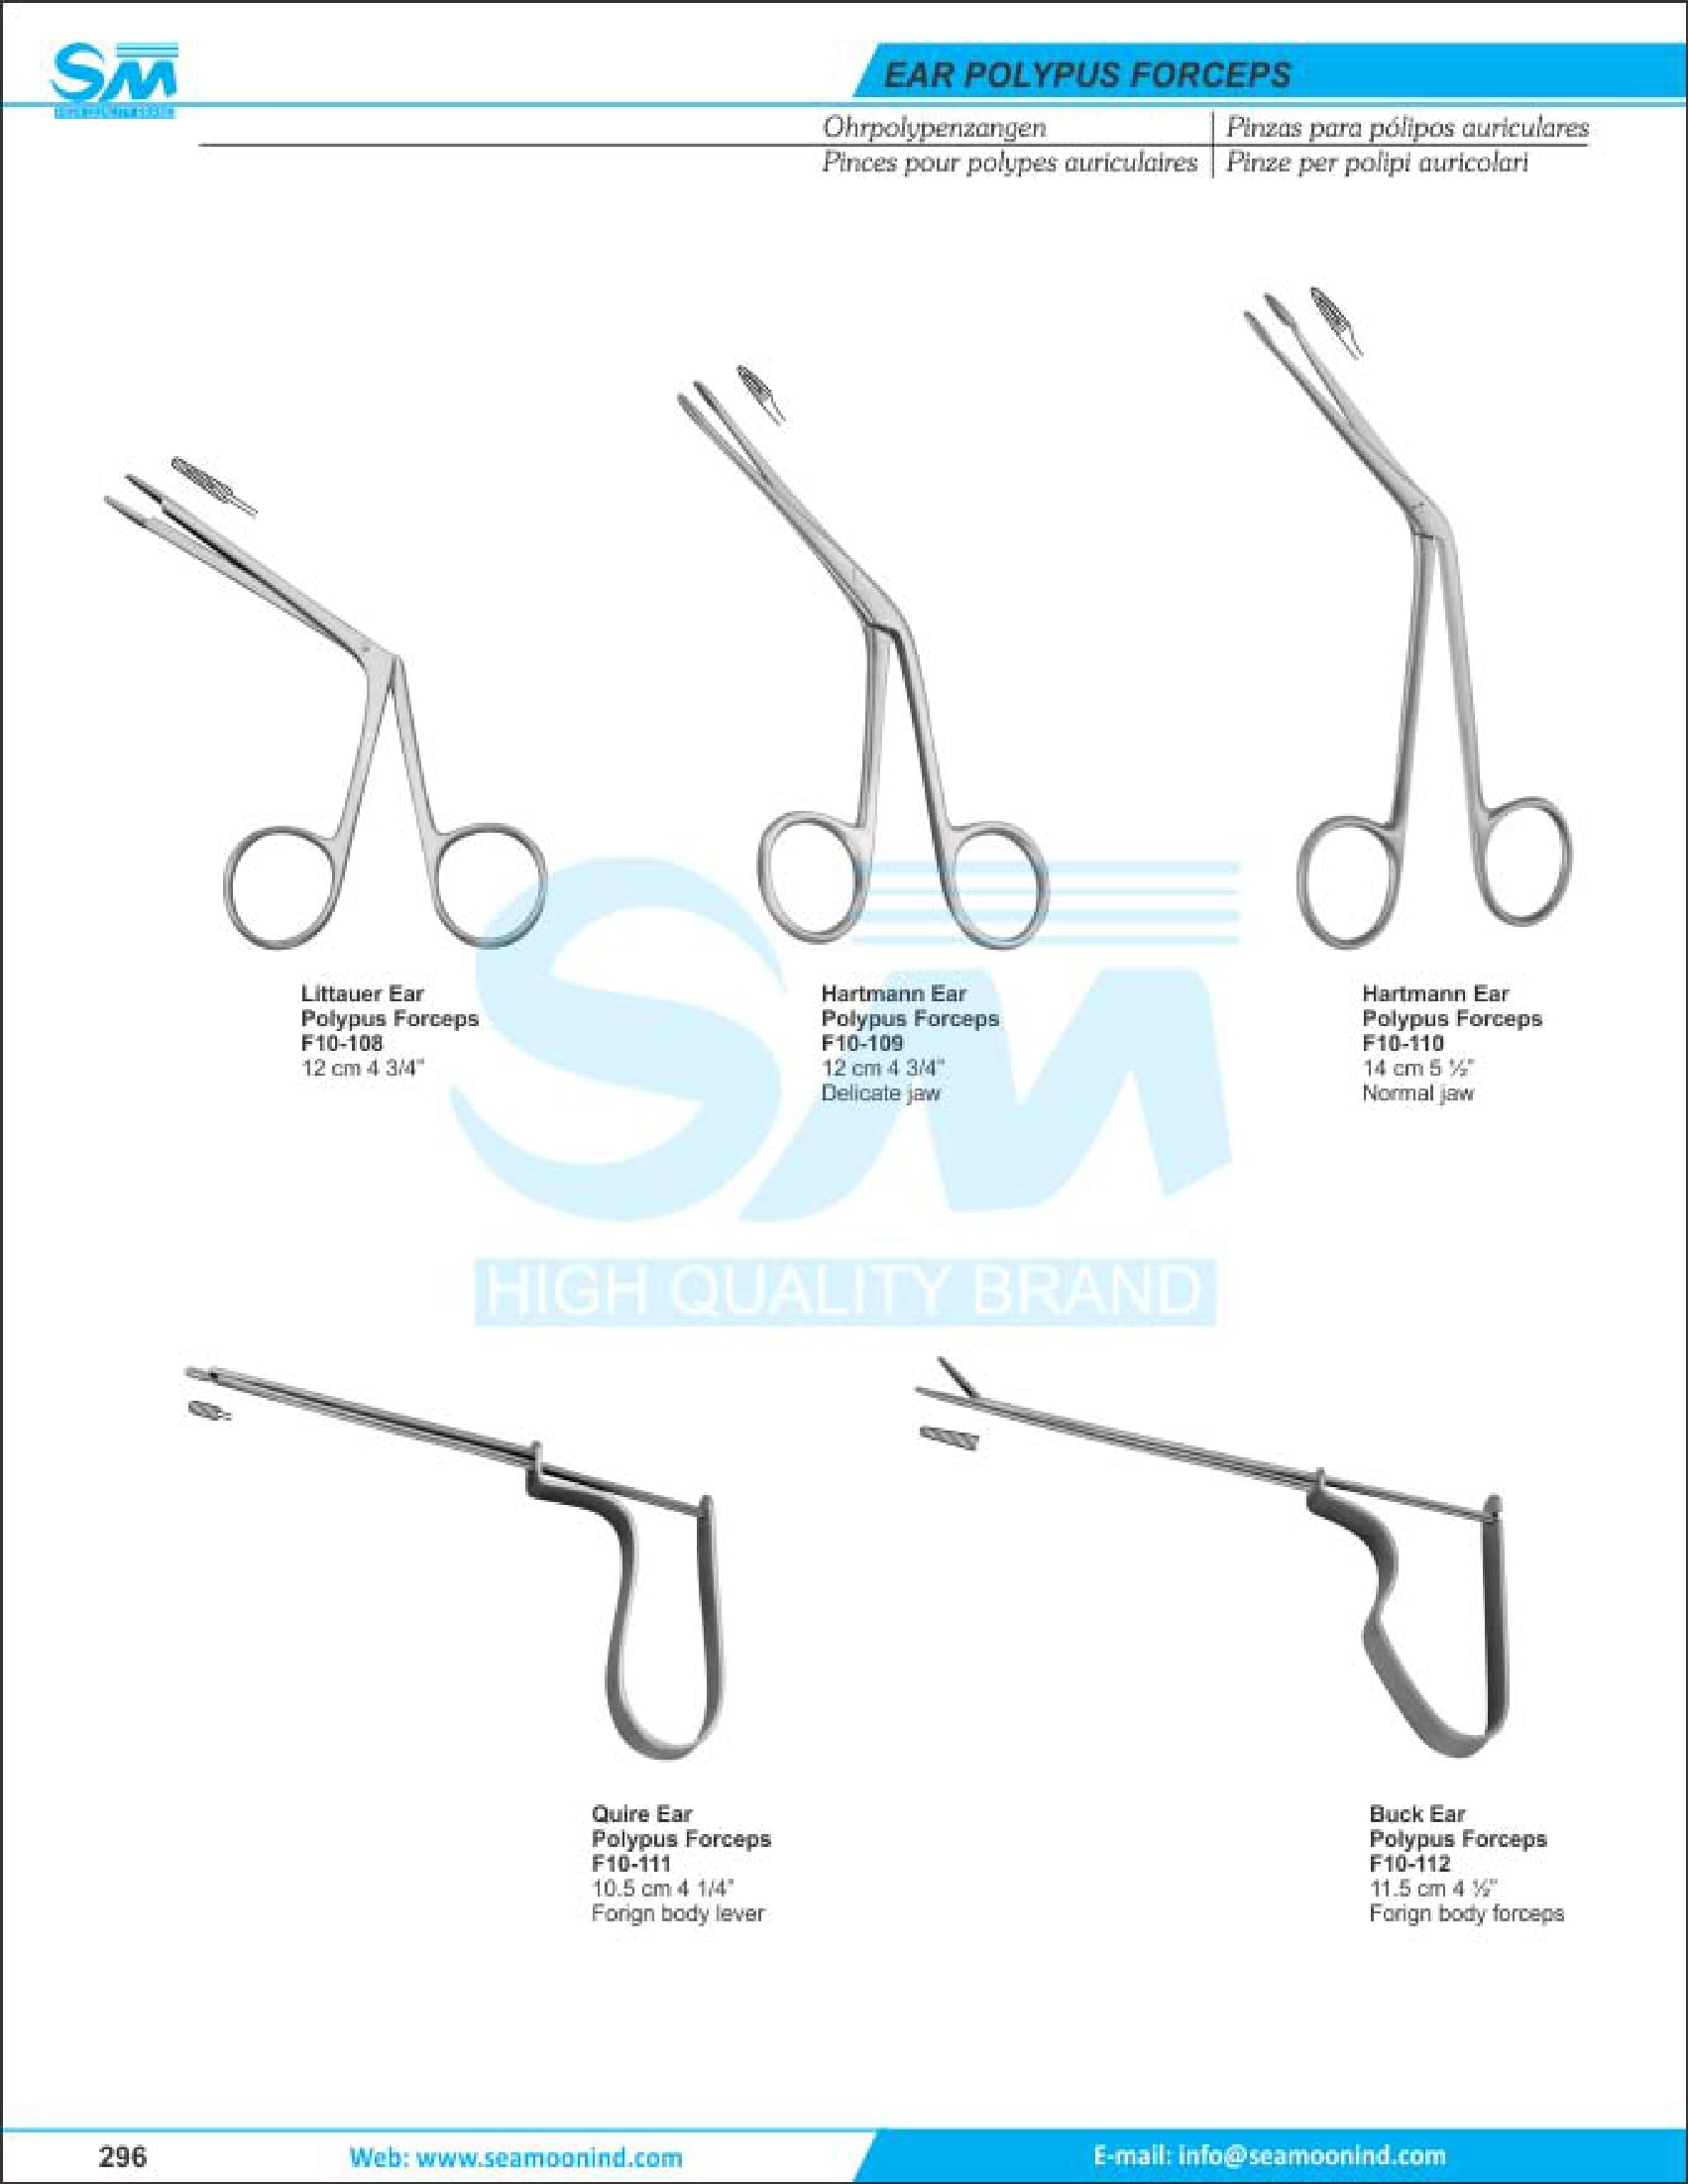 SM
HIGH QUALITY BRAND
EAR POLYPUS FORCEPS
Ohrpolypenzangen
Pinzas para pólipos auriculares
Pinces pour polypes auriculaires
Pinze per polipi auricolari
Littauer Ear
Polypus Forceps
F10-108
12 cm 4 3/4"
Hartmann Ear
Polypus Forceps
F10-109
12 cm 4 3/4"
Delicate jaw
Hartmann Ear
Polypus Forceps
F10-110
14 cm 5 ½"
Normal jaw
SM
HIGH QUALITY BRAND
Quire Ear
Polypus Forceps
F10-111
10.5 cm 4 1/4"
Forign body lever
Buck Ear
Polypus Forceps
F10-112
11.5 cm 4 ½"
Forign body forceps
296
Web: www.seamoonind.com
E-mail: info@seamoonind.com